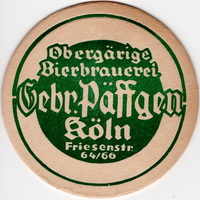 Obergärige
Bierbrauerei
Gebr. Päffgen
Köln
Friesenstr.
64/66